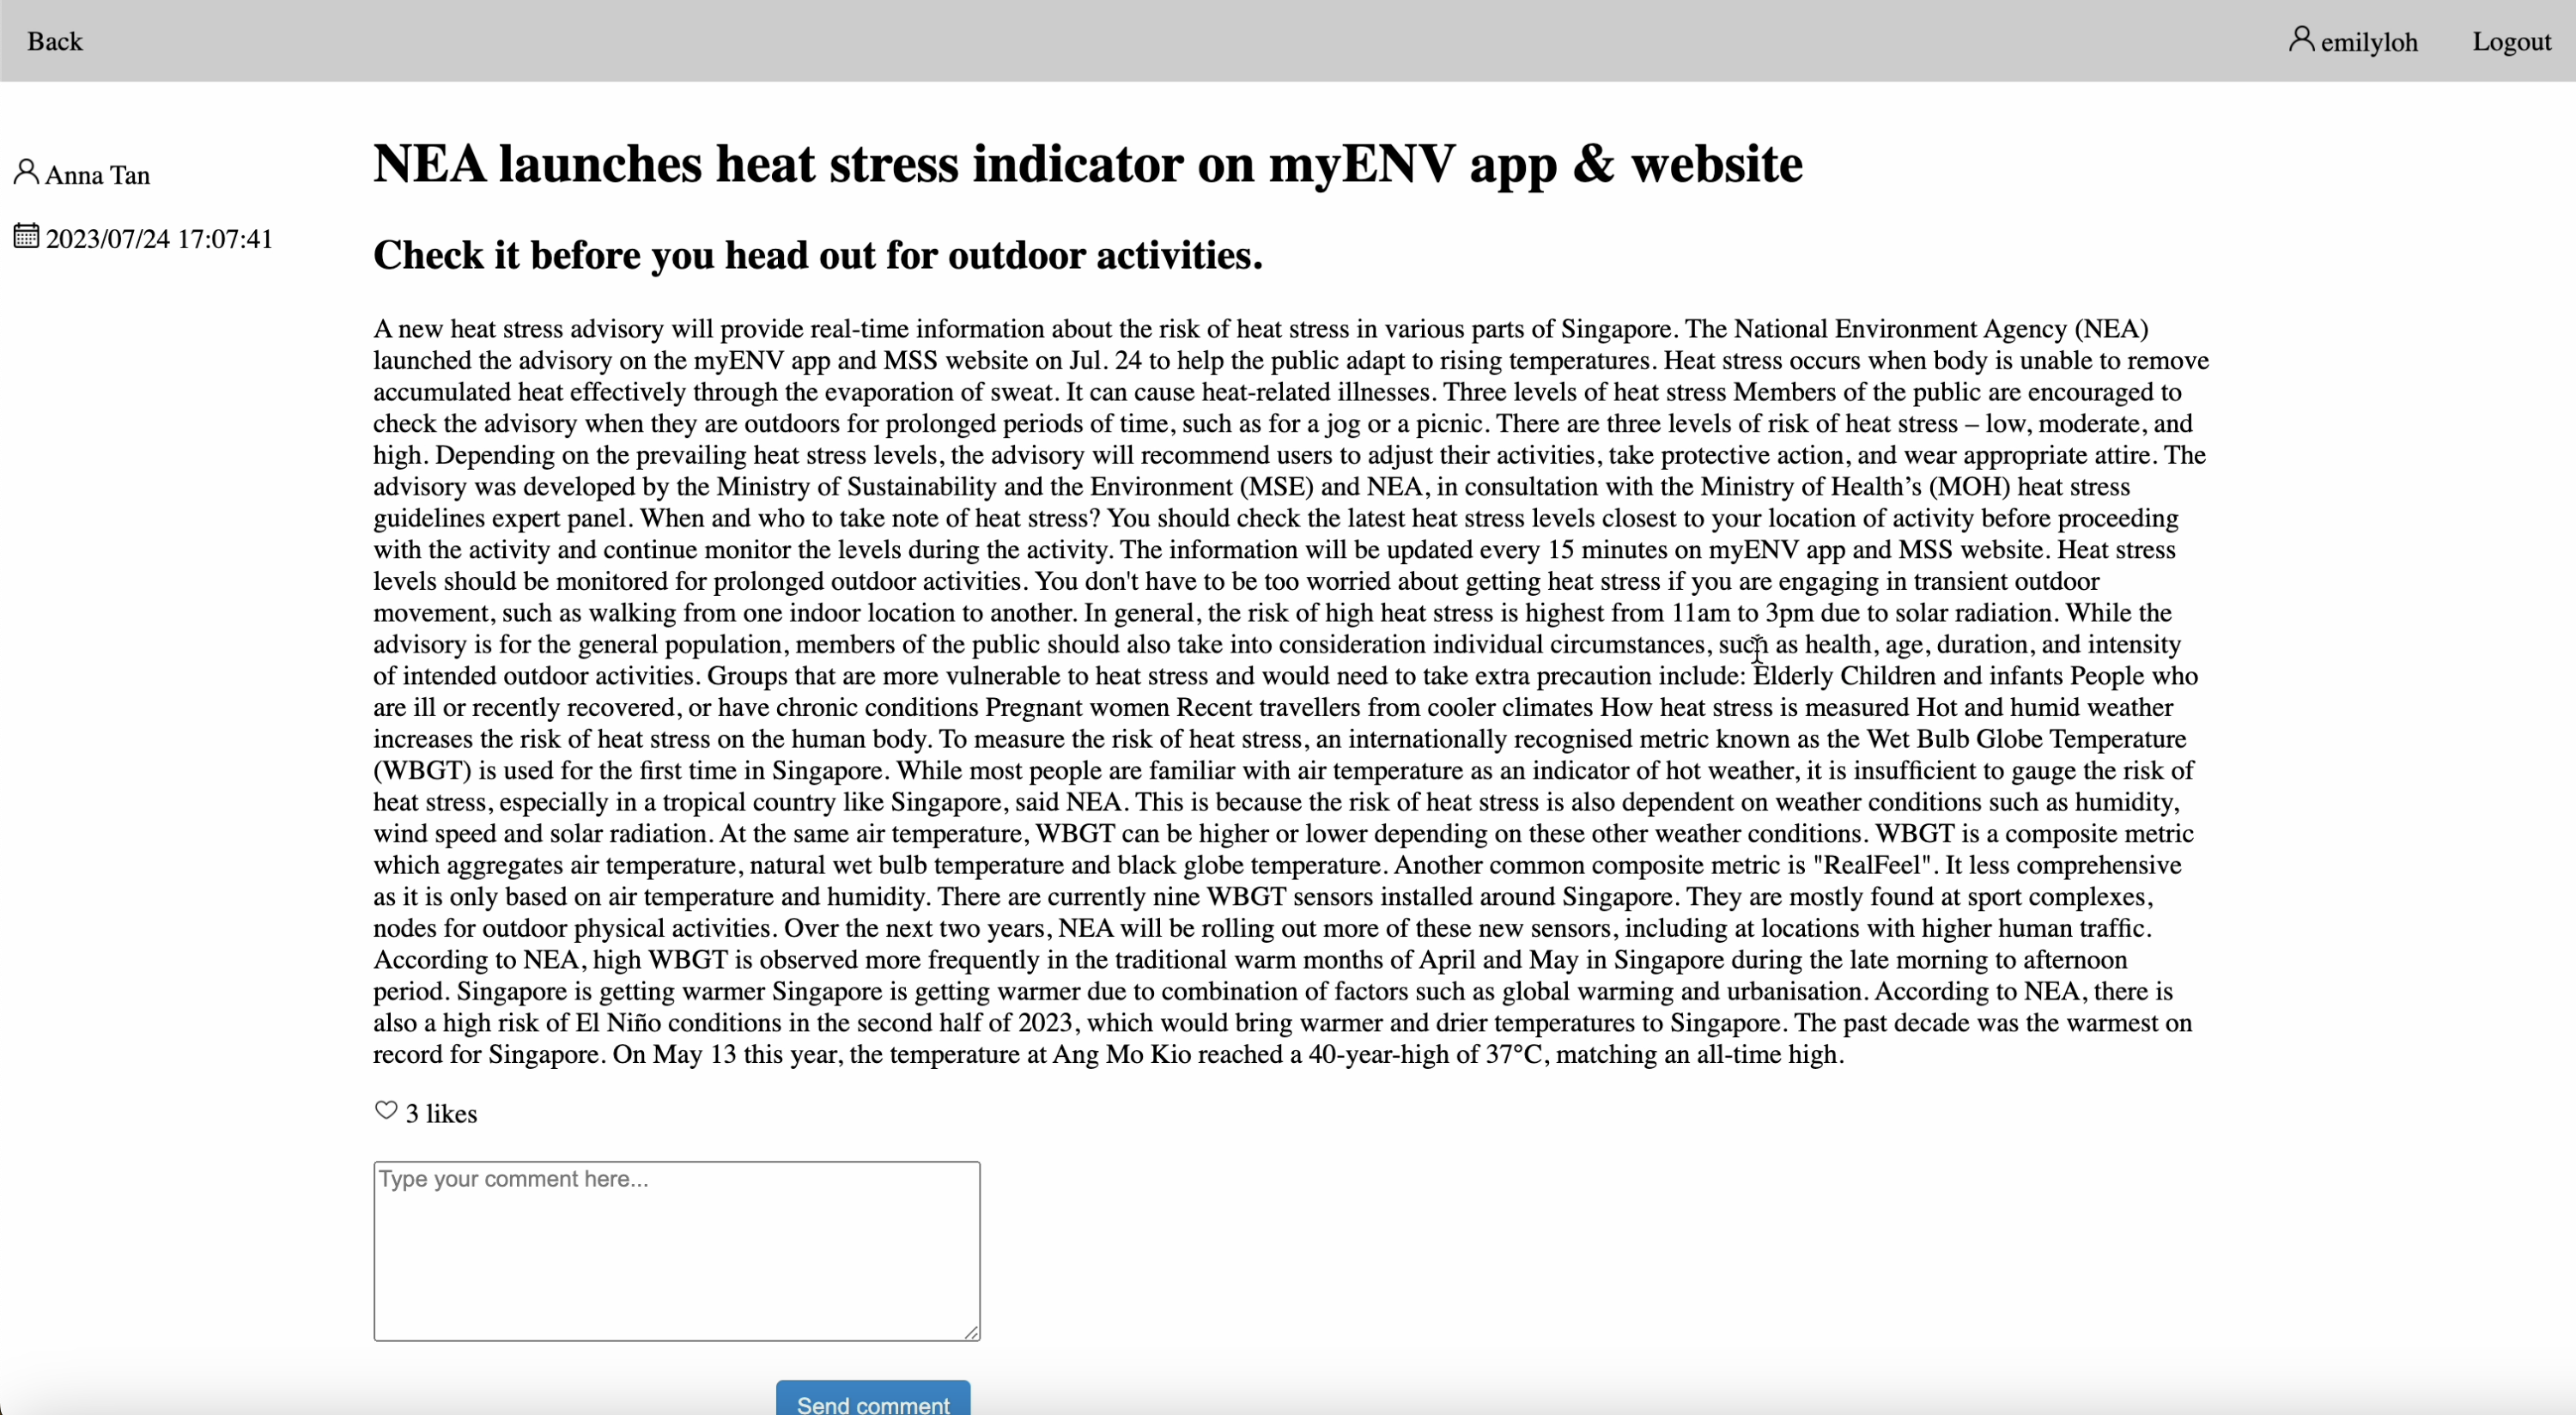 Back
emilyloh
Logout
Anna Tan
2023/07/24 17:07:41
NEA launches heat stress indicator on myENV app & website
Check it before you head out for outdoor activities.
A new heat stress advisory will provide real-time information about the risk of heat stress in various parts of Singapore. The National Environment Agency (NEA)
launched the advisory on the myENV app and MSS website on Jul. 24 to help the public adapt to rising temperatures. Heat stress occurs when body is unable to remove
accumulated heat effectively through the evaporation of sweat. It can cause heat-related illnesses. Three levels of heat stress Members of the public are encouraged to
check the advisory when they are outdoors for prolonged periods of time, such as for a jog or a picnic. There are three levels of risk of heat stress – low, moderate, and
high. Depending on the prevailing heat stress levels, the advisory will recommend users to adjust their activities, take protective action, and wear appropriate attire. The
advisory was developed by the Ministry of Sustainability and the Environment (MSE) and NEA, in consultation with the Ministry of Health’s (MOH) heat stress
guidelines expert panel. When and who to take note of heat stress? You should check the latest heat stress levels closest to your location of activity before proceeding
with the activity and continue monitor the levels during the activity. The information will be updated every 15 minutes on myENV app and MSS website. Heat stress
levels should be monitored for prolonged outdoor activities. You don't have to be too worried about getting heat stress if you are engaging in transient outdoor
movement, such as walking from one indoor location to another. In general, the risk of high heat stress is highest from 11am to 3pm due to solar radiation. While the
advisory is for the general population, members of the public should also take into consideration individual circumstances, such as health, age, duration, and intensity
of intended outdoor activities. Groups that are more vulnerable to heat stress and would need to take extra precaution include: Elderly Children and infants People who
are ill or recently recovered, or have chronic conditions Pregnant women Recent travellers from cooler climates How heat stress is measured Hot and humid weather
increases the risk of heat stress on the human body. To measure the risk of heat stress, an internationally recognised metric known as the Wet Bulb Globe Temperature
(WBGT) is used for the first time in Singapore. While most people are familiar with air temperature as an indicator of hot weather, it is insufficient to gauge the risk of
heat stress, especially in a tropical country like Singapore, said NEA. This is because the risk of heat stress is also dependent on weather conditions such as humidity,
wind speed and solar radiation. At the same air temperature, WBGT can be higher or lower depending on these other weather conditions. WBGT is a composite metric
which aggregates air temperature, natural wet bulb temperature and black globe temperature. Another common composite metric is "RealFeel". It less comprehensive
as it is only based on air temperature and humidity. There are currently nine WBGT sensors installed around Singapore. They are mostly found at sport complexes,
nodes for outdoor physical activities. Over the next two years, NEA will be rolling out more of these new sensors, including at locations with higher human traffic.
According to NEA, high WBGT is observed more frequently in the traditional warm months of April and May in Singapore during the late morning to afternoon
period. Singapore is getting warmer Singapore is getting warmer due to combination of factors such as global warming and urbanisation. According to NEA, there is
also a high risk of El Niño conditions in the second half of 2023, which would bring warmer and drier temperatures to Singapore. The past decade was the warmest on
record for Singapore. On May 13 this year, the temperature at Ang Mo Kio reached a 40-year-high of 37°C, matching an all-time high.
3 likes
Type your comment here...
Send comment